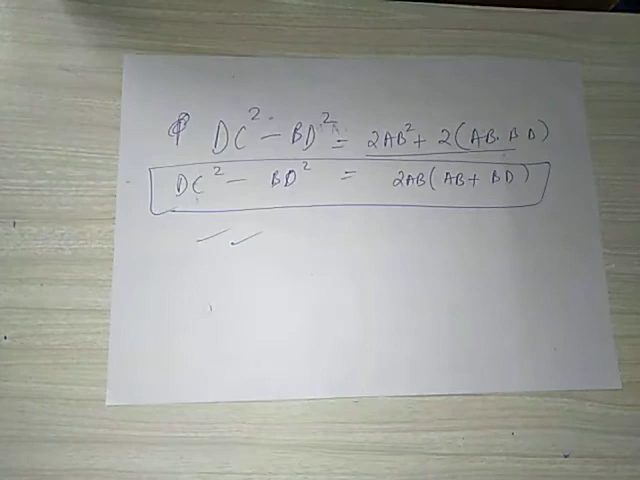 DC² - BD² = 2AB² + 2(AB. BD)
DC² - BD² = 2AB(AB + BD)